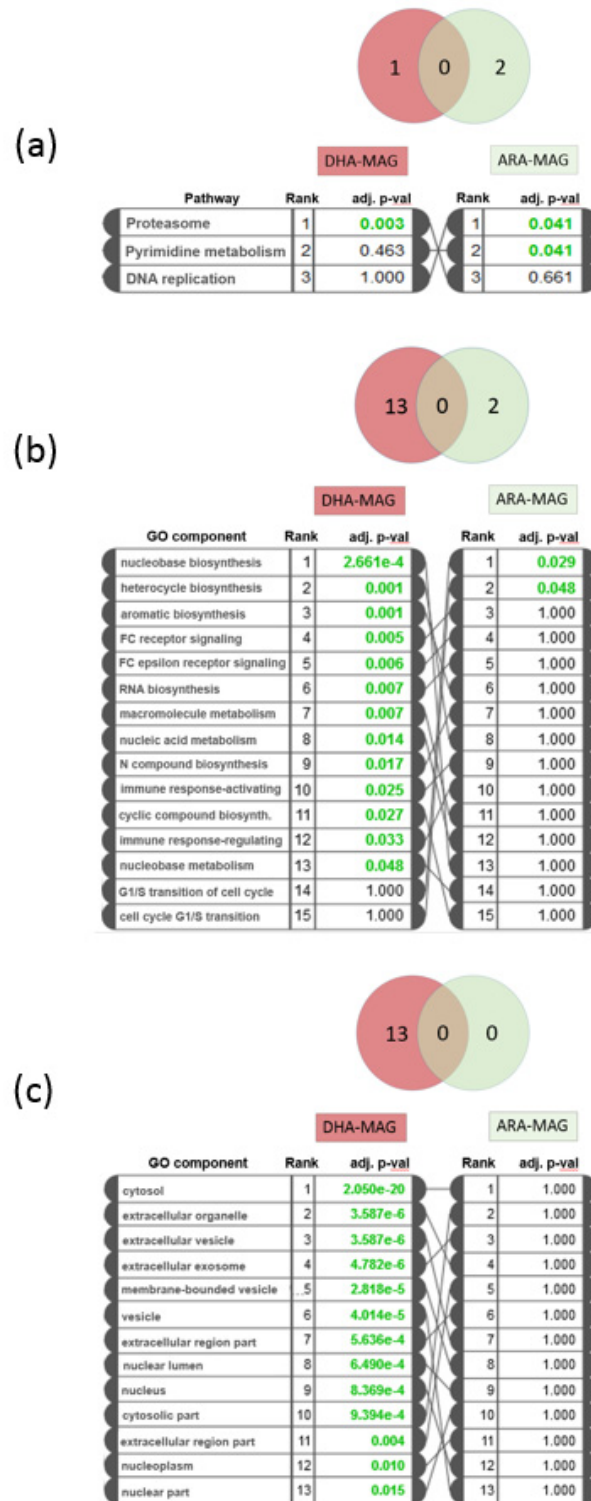 1 0 2
(a)
DHA-MAG ARA-MAG
Pathway Rank adj. p-val Rank adj. p-val
Proteasome 1 0.003 1 0.041
Pyrimidine metabolism 2 0.463 2 0.041
DNA replication 3 1.000 3 0.661
13 0 2
(b)
DHA-MAG ARA-MAG
GO component Rank adj. p-val Rank adj. p-val
nucleobase biosynthesis 1 2.661e-4 1 0.029
heterocycle biosynthesis 2 0.001 2 0.048
aromatic biosynthesis 3 0.001 3 1.000
FC receptor signaling 4 0.005 4 1.000
FC epsilon receptor signaling 5 0.006 5 1.000
RNA biosynthesis 6 0.007 6 1.000
macromolecule metabolism 7 0.007 7 1.000
nucleic acid metabolism 8 0.014 8 1.000
N compound biosynthesis 9 0.017 9 1.000
immune response-activating 10 0.025 10 1.000
cyclic compound biosynth. 11 0.027 11 1.000
immune response-regulating 12 0.033 12 1.000
nucleobase metabolism 13 0.048 13 1.000
G1/S transition of cell cycle 14 1.000 14 1.000
cell cycle G1/S transition 15 1.000 15 1.000
13 0 0
(c)
DHA-MAG ARA-MAG
GO component Rank adj. p-val Rank adj. p-val
cytosol 1 2.050e-20 1 1.000
extracellular organelle 2 3.587e-6 2 1.000
extracellular vesicle 3 3.587e-6 3 1.000
extracellular exosome 4 4.782e-6 4 1.000
membrane-bounded vesicle ...5 2.818e-5 5 1.000
vesicle 6 4.014e-5 6 1.000
extracellular region part 7 5.636e-4 7 1.000
nuclear lumen 8 6.490e-4 8 1.000
nucleus 9 8.369e-4 9 1.000
cytosolic part 10 9.394e-4 10 1.000
extracellular region part 11 0.004 11 1.000
nucleoplasm 12 0.010 12 1.000
nuclear part 13 0.015 13 1.000